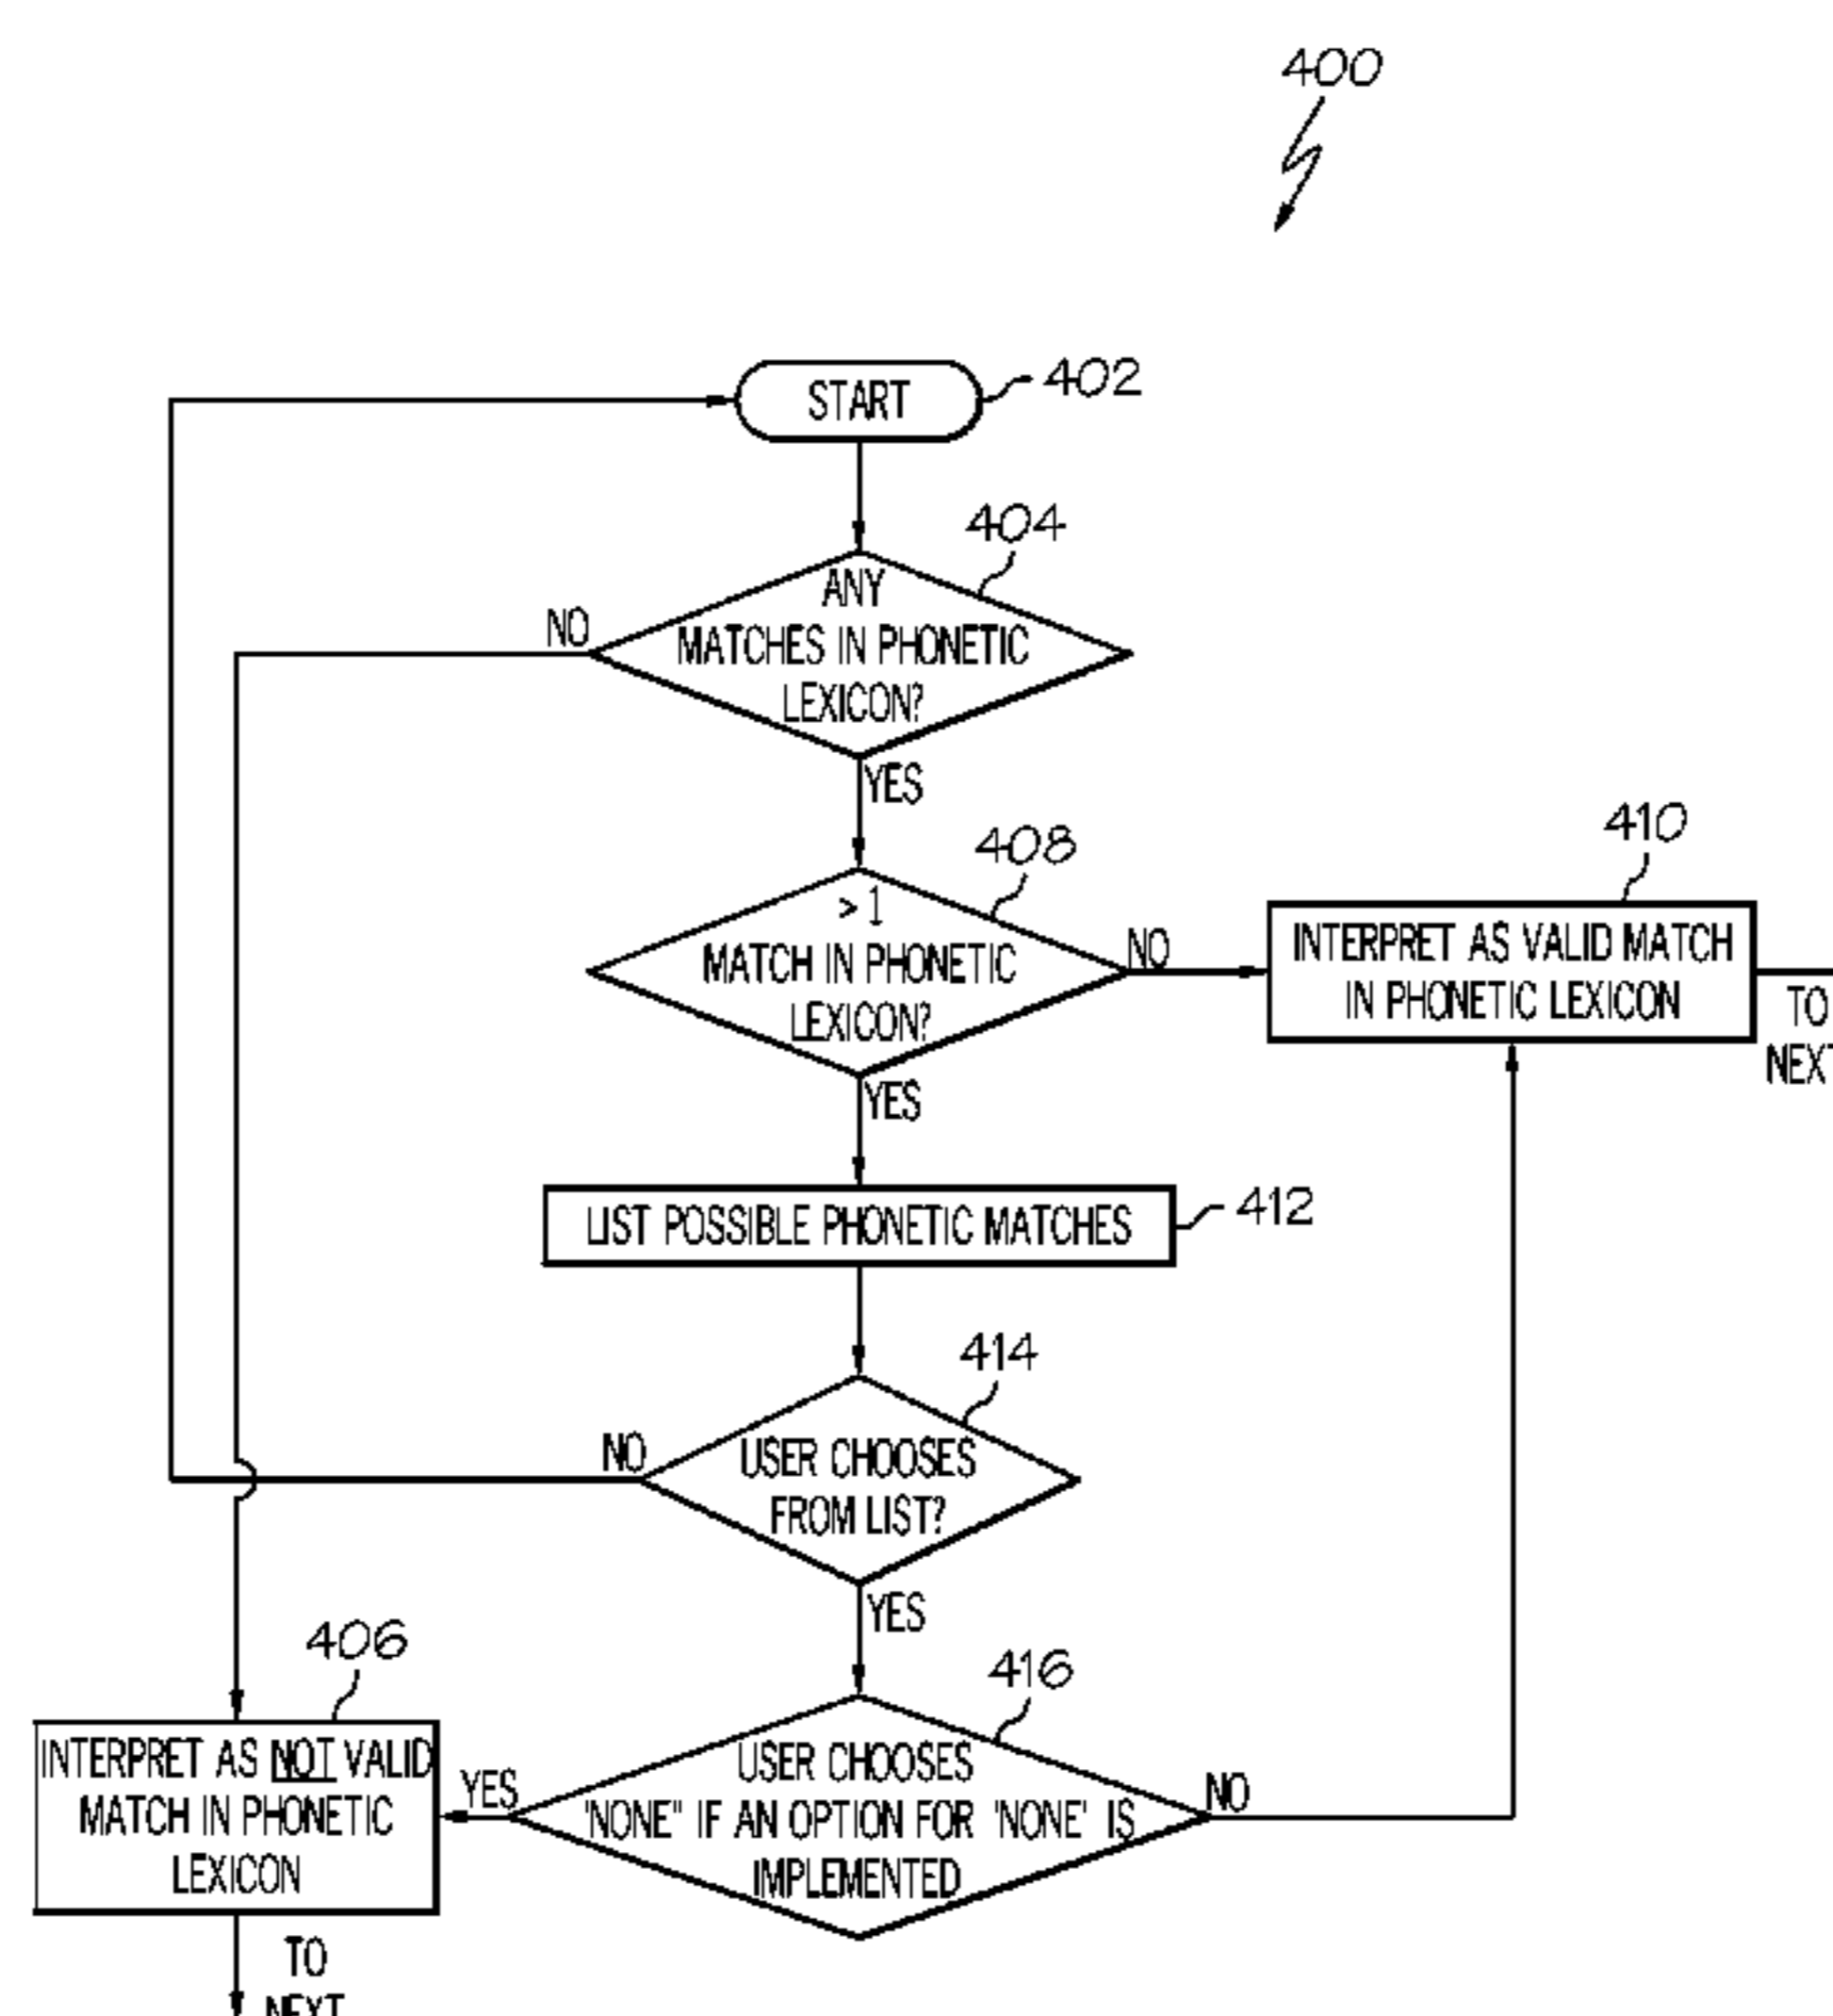 400
START
402
404
ANY
MATCHES IN PHONETIC
LEXICON?
NO
YES
408
> 1
MATCH IN PHONETIC
LEXICON?
NO
YES
410
INTERPRET AS VALID MATCH
IN PHONETIC LEXICON
TO
LIST POSSIBLE PHONETIC MATCHES
412
414
USER CHOOSES
FROM LIST?
NO
YES
406
INTERPRET AS NOT VALID
MATCH IN PHONETIC
LEXICON
416
USER CHOOSES
'NONE" IF AN OPTION FOR 'NONE' IS
IMPLEMENTED
YES
NO
TO
NEXT